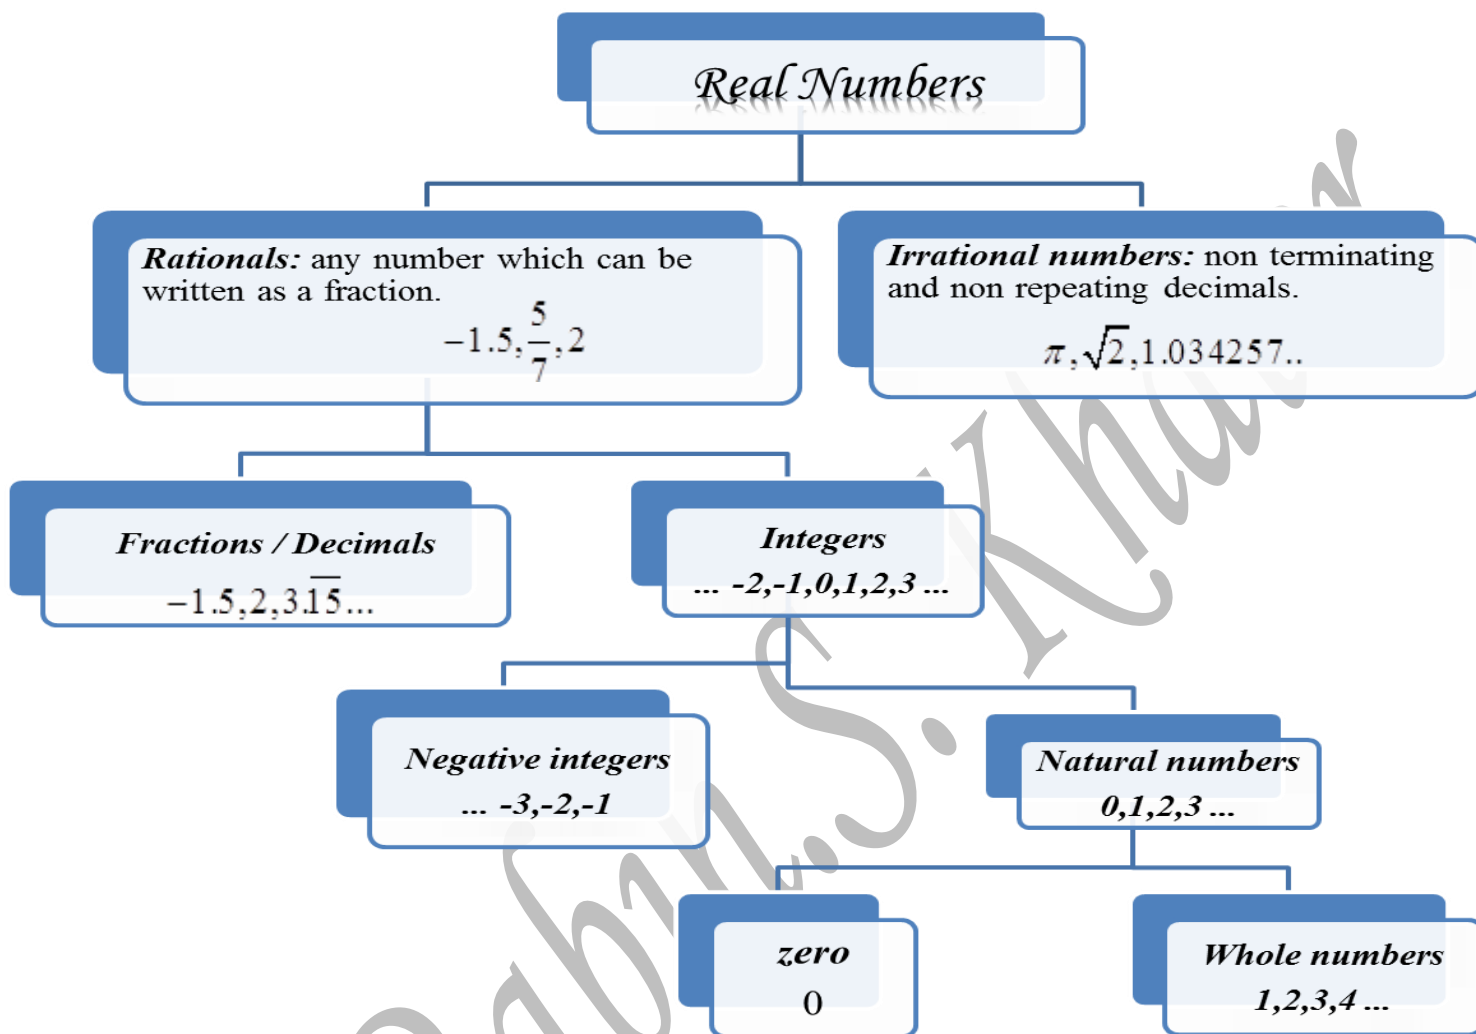 Real Numbers
Rationals: any number which can be
written as a fraction.
−1.5, 5/7, 2
Irrational numbers: non terminating
and non repeating decimals.
π, √2, 1.034257..
Fractions / Decimals
−1.5, 2, 3.1̅5̅...
Integers
... -2,-1,0,1,2,3 ...
Negative integers
... -3,-2,-1
Natural numbers
0,1,2,3 ...
zero
0
Whole numbers
1,2,3,4 ...